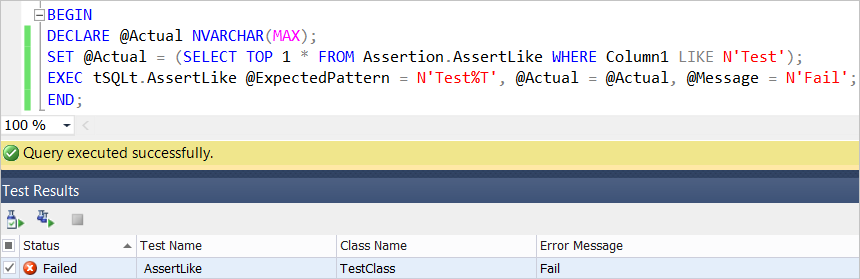 BEGIN
DECLARE @Actual NVARCHAR(MAX);
SET @Actual = (SELECT TOP 1 * FROM Assertion.AssertLike WHERE Column1 LIKE N'Test');
EXEC tSQLt.AssertLike @ExpectedPattern = N'Test%T', @Actual = @Actual, @Message = N'Fail';
END;
100 %
Query executed successfully.
Test Results
Status Test Name Class Name Error Message
Failed AssertLike TestClass Fail